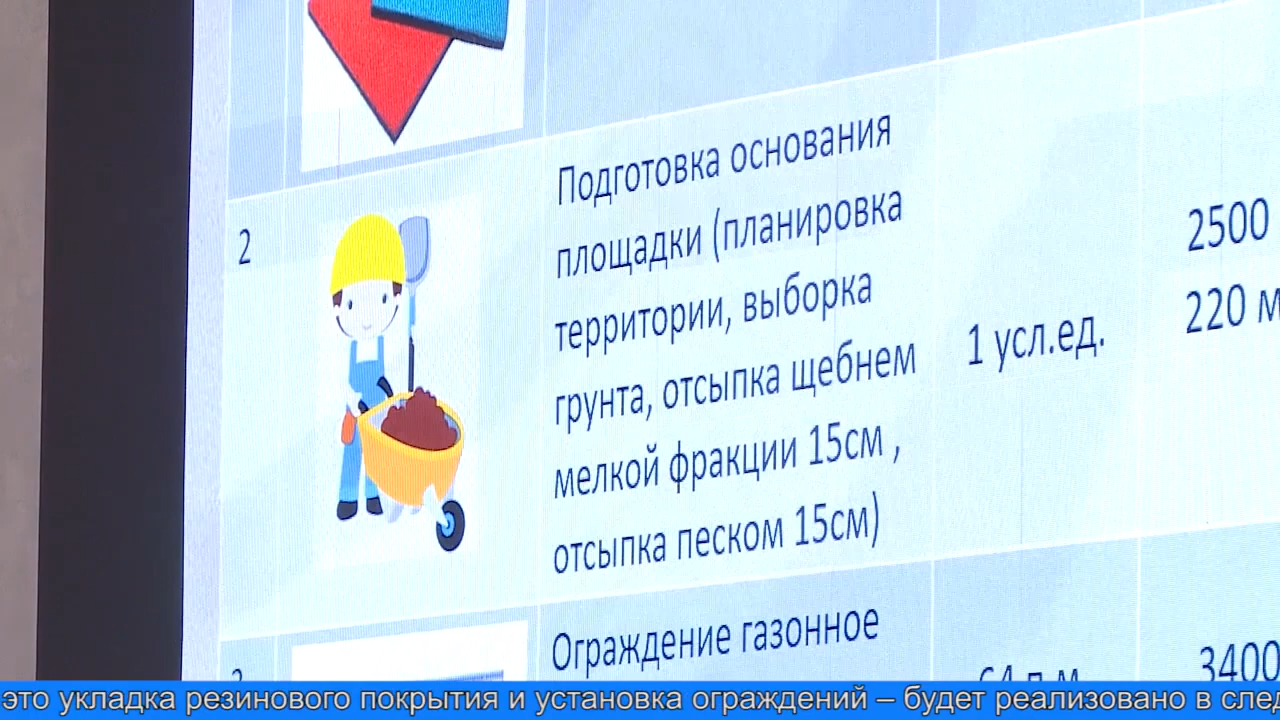 2
Подготовка основания
площадки (планировка
территории, выборка
грунта, отсыпка щебнем
мелкой фракции 15см ,
отсыпка песком 15см)
1 усл.ед.
2500
220 м
Ограждение газонное
3400
это укладка резинового покрытия и установка ограждений – будет реализовано в след